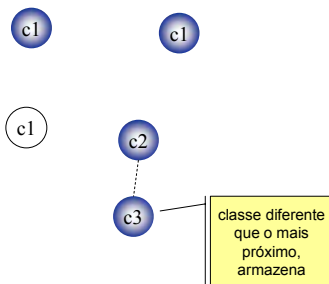 c1
c1
c1
c2
c3
classe diferente
que o mais
próximo,
armazena